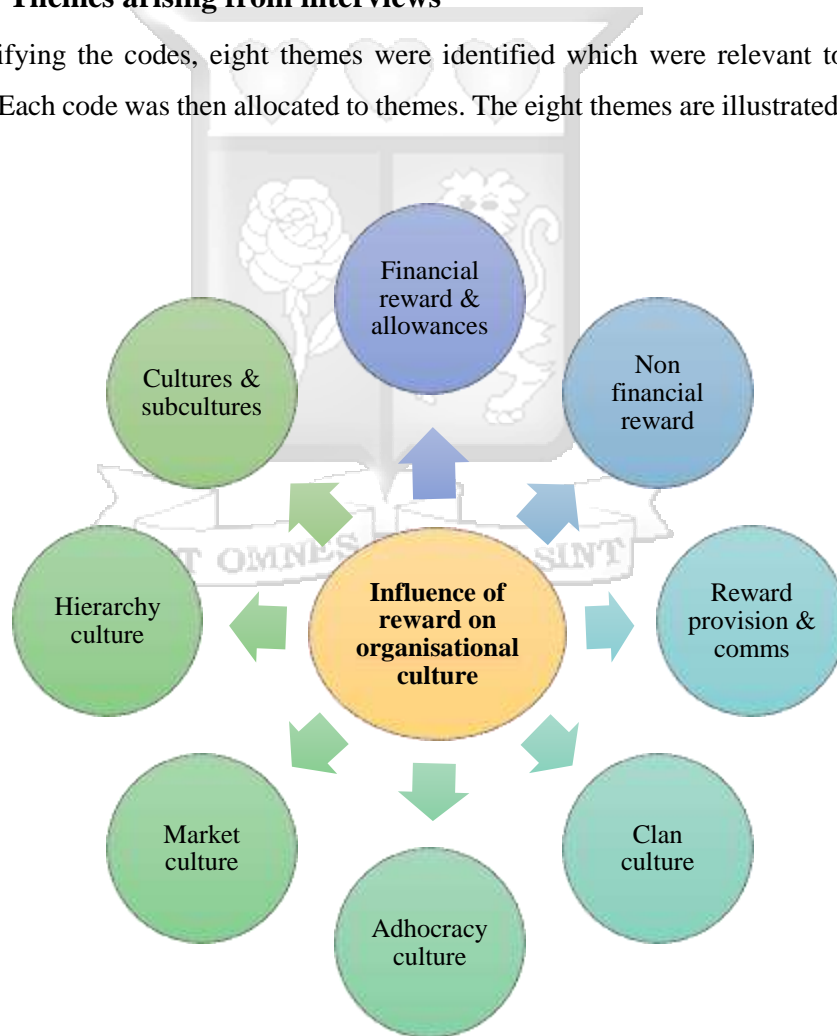 Themes arising from interviews
ifying the codes, eight themes were identified which were relevant to
Each code was then allocated to themes. The eight themes are illustrated
Financial
reward &
allowances
Non
financial
reward
Reward
provision &
comms
Clan
culture
Adhocracy
culture
Market
culture
Hierarchy
culture
Cultures &
subcultures
Influence of
reward on
organisational
culture
T OMNES
SINT